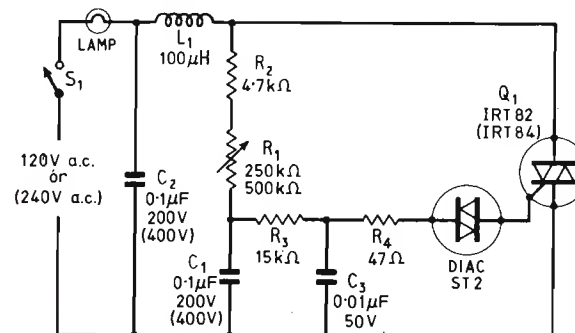 LAMP
S1
L1
100μH
R2
4.7kΩ
Q1
IRT82
(IRT84)
120V a.c.
or
(240V a.c.)
C2
0·1μF
200V
(400V)
R1
250kΩ
500kΩ
R3
15kΩ
R4
47Ω
DIAC
ST2
C1
0·1μF
200V
(400V)
C3
0·01μF
50V